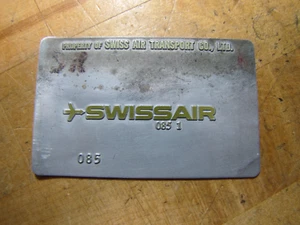 PROPERTY OF SWISS AIR TRANSPORT CO., LTD.
SWISSAIR
085 1
085